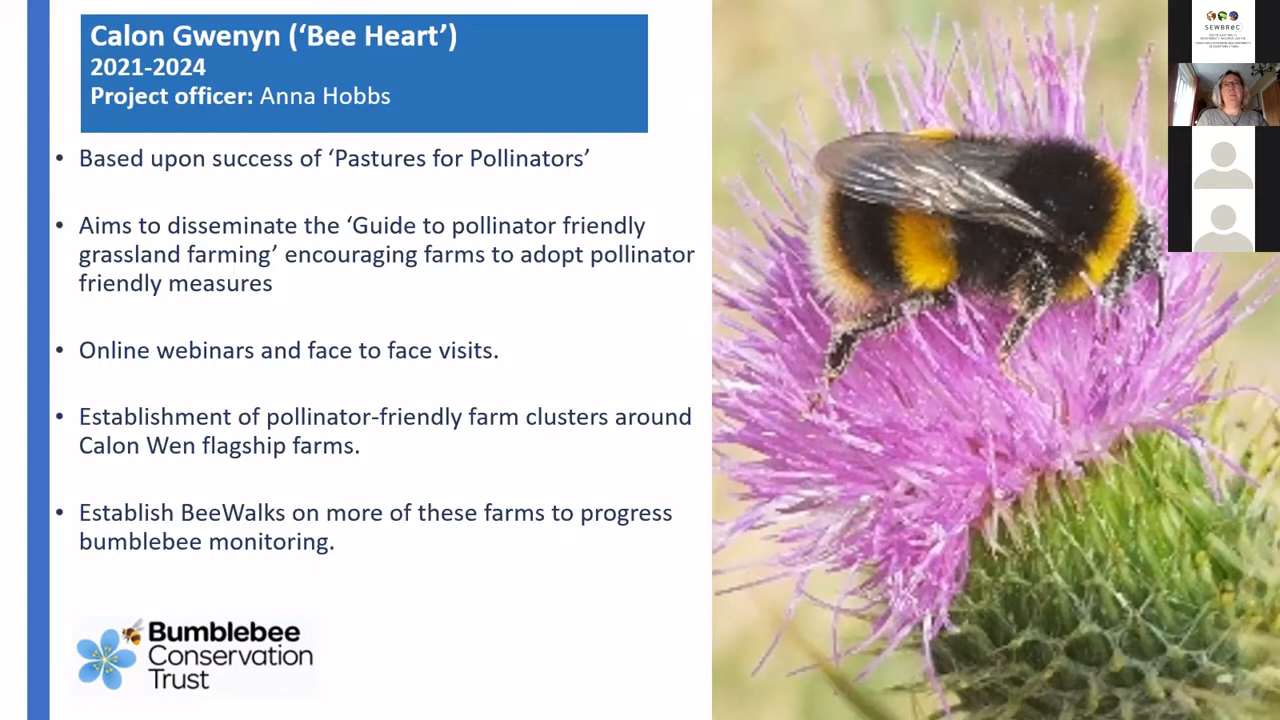 Calon Gwenyn (‘Bee Heart’)
2021-2024
Project officer: Anna Hobbs
• Based upon success of ‘Pastures for Pollinators’
• Aims to disseminate the ‘Guide to pollinator friendly
grassland farming’ encouraging farms to adopt pollinator
friendly measures
• Online webinars and face to face visits.
• Establishment of pollinator-friendly farm clusters around
Calon Wen flagship farms.
• Establish BeeWalks on more of these farms to progress
bumblebee monitoring.
Bumblebee
Conservation
Trust
SEWBReC